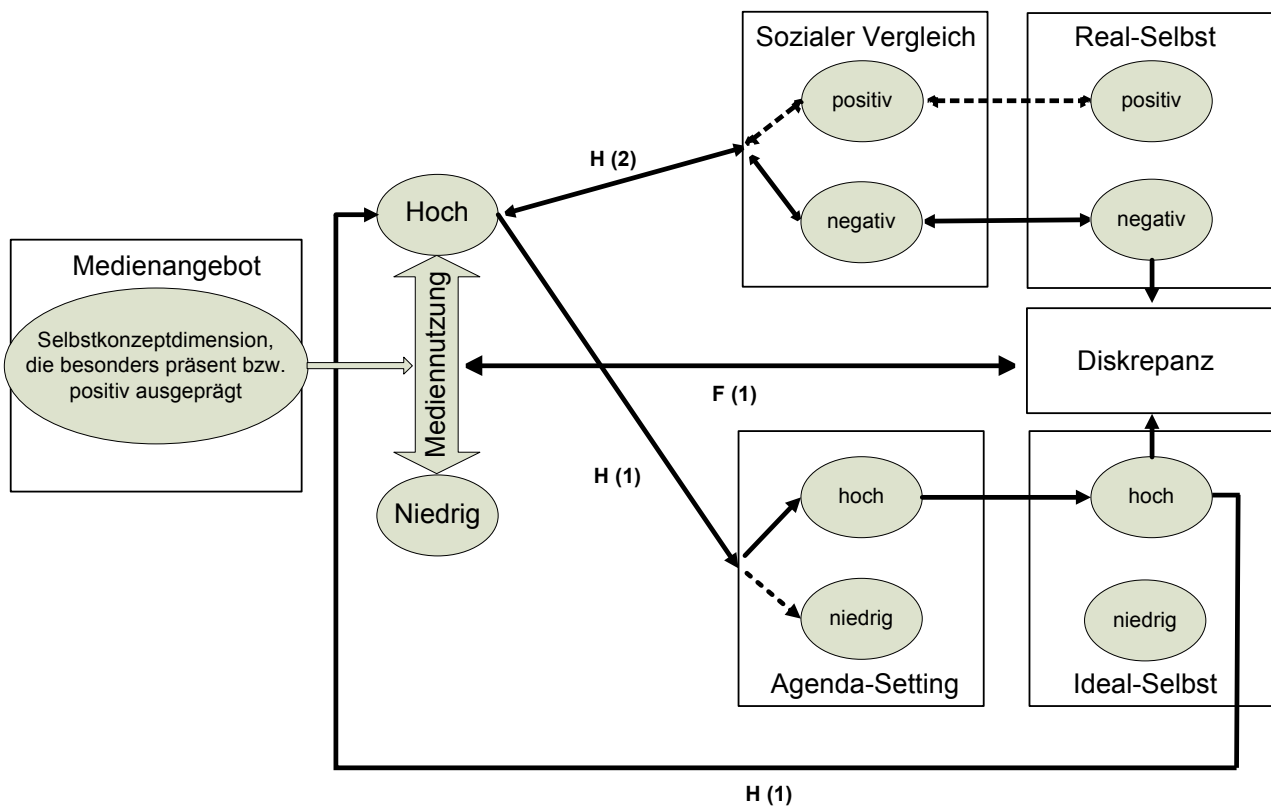 Sozialer Vergleich
positiv
negativ
Real-Selbst
positiv
negativ
H (2)
Hoch
Medienangebot
Selbstkonzeptdimension,
die besonders präsent bzw.
positiv ausgeprägt
Mediennutzung
Niedrig
F (1)
Diskrepanz
H (1)
hoch
niedrig
Agenda-Setting
hoch
niedrig
Ideal-Selbst
H (1)